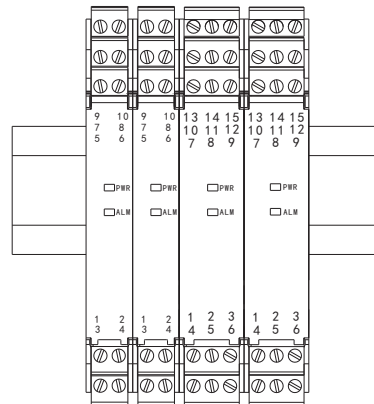 9 10 9 10 13 14 15 13 14 15
7 8 7 8 10 11 12 10 11 12
5 6 5 6 7 8 9 7 8 9
PWR PWR PWR PWR
ALM ALM ALM ALM
1 2 1 2 1 2 3 1 2 3
3 4 3 4 4 5 6 4 5 6